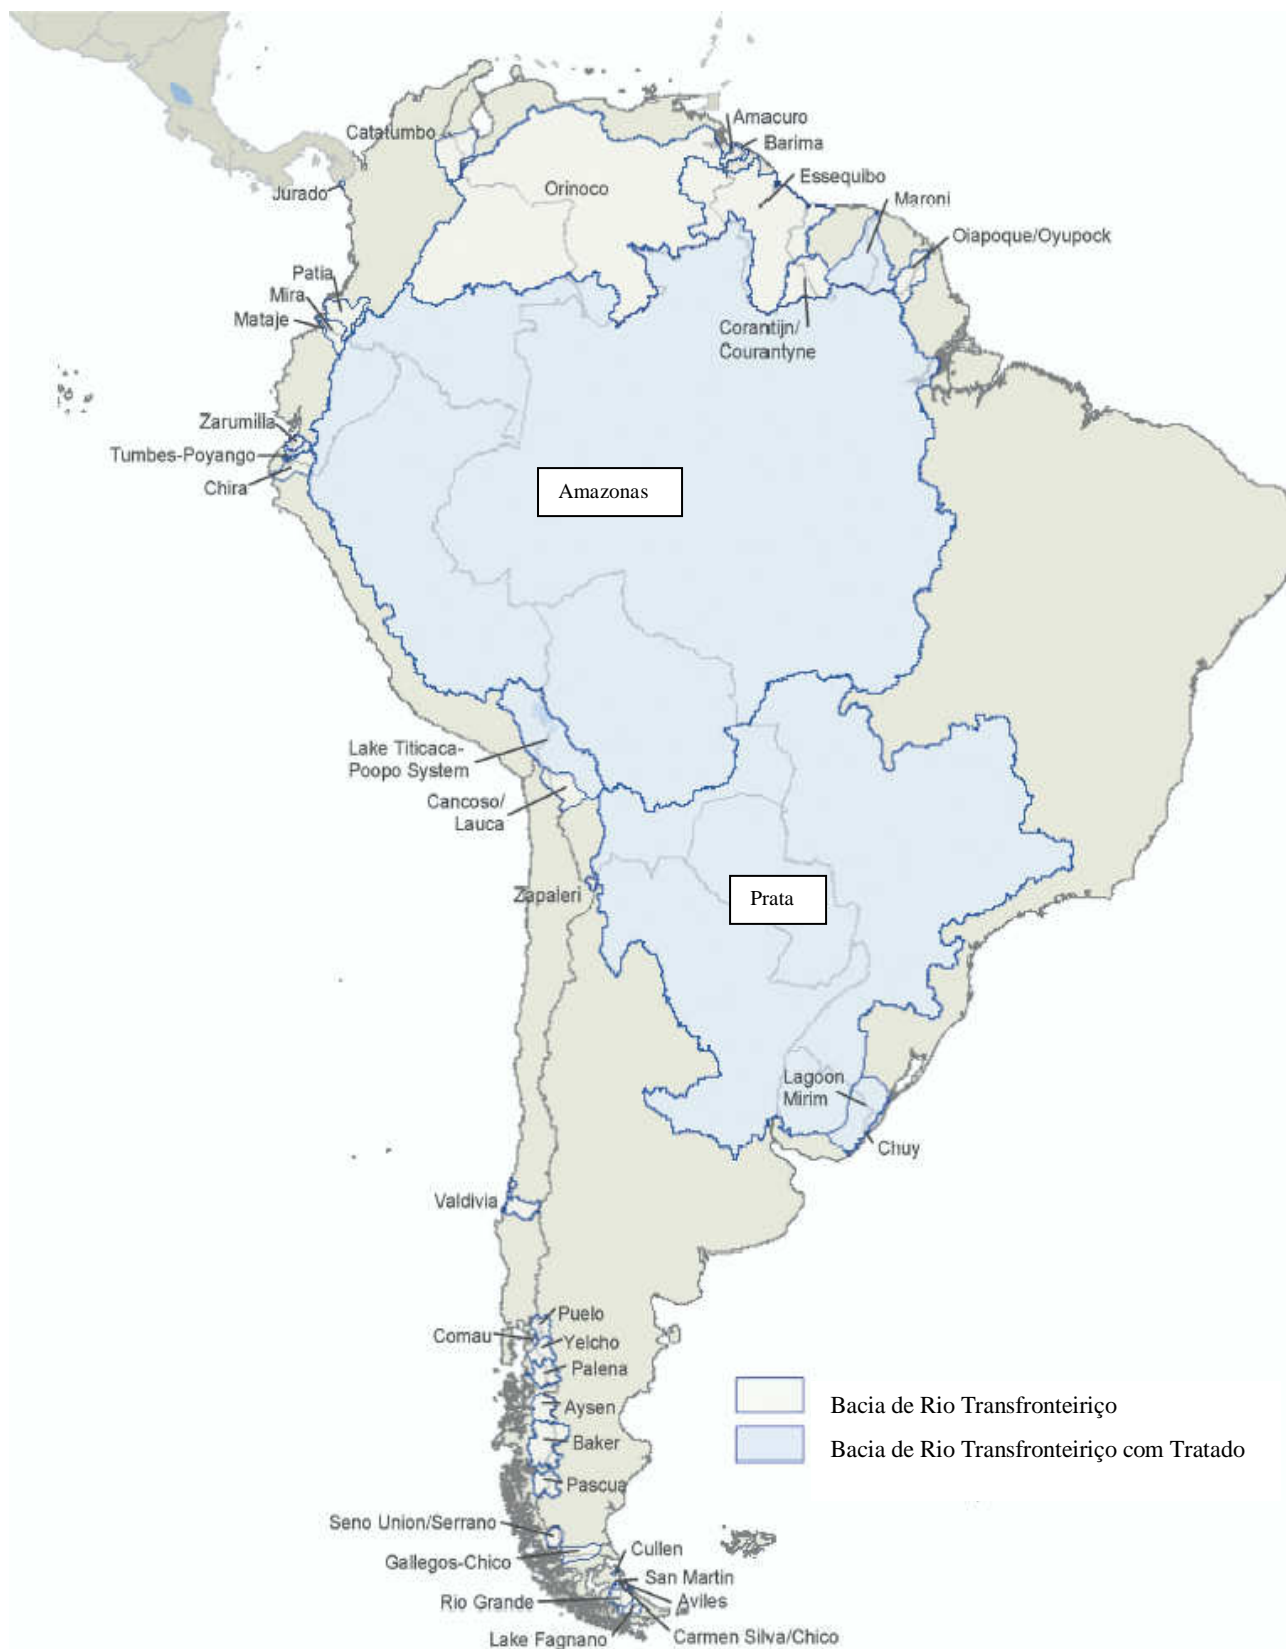 Amacuro
Catatumbo
Barima
Essequibo
Orinoco
Jurado
Maroni
Oiapoque/Oyupock
Patia
Mira
Mataje
Corantijn/
Courantyne
Zarumilla
Tumbes-Poyango
Chira
Amazonas
Lake Titicaca-
Poopo System
Cancoso/
Lauca
Zapaleri
Prata
Lagoon
Mirim
Chuy
Valdivia
Puelo
Comau
Yelcho
Palena
Aysen
Baker
Pascua
Bacia de Rio Transfronteiriço
Bacia de Rio Transfronteiriço com Tratado
Seno Union/Serrano
Gallegos-Chico
Cullen
San Martin
Rio Grande
Aviles
Lake Fagnano
Carmen Silva/Chico